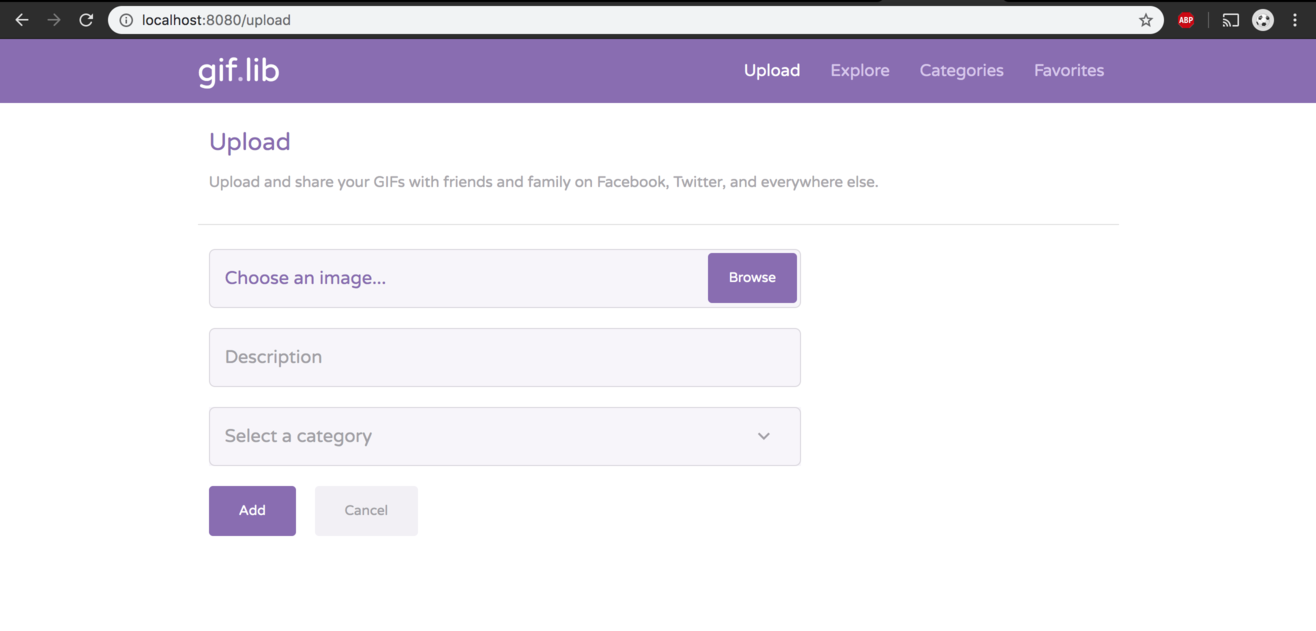 localhost:8080/upload
ABP
gif.lib
Upload Explore Categories Favorites
Upload
Upload and share your GIFs with friends and family on Facebook, Twitter, and everywhere else.
Choose an image... Browse
Description
Select a category
Add Cancel